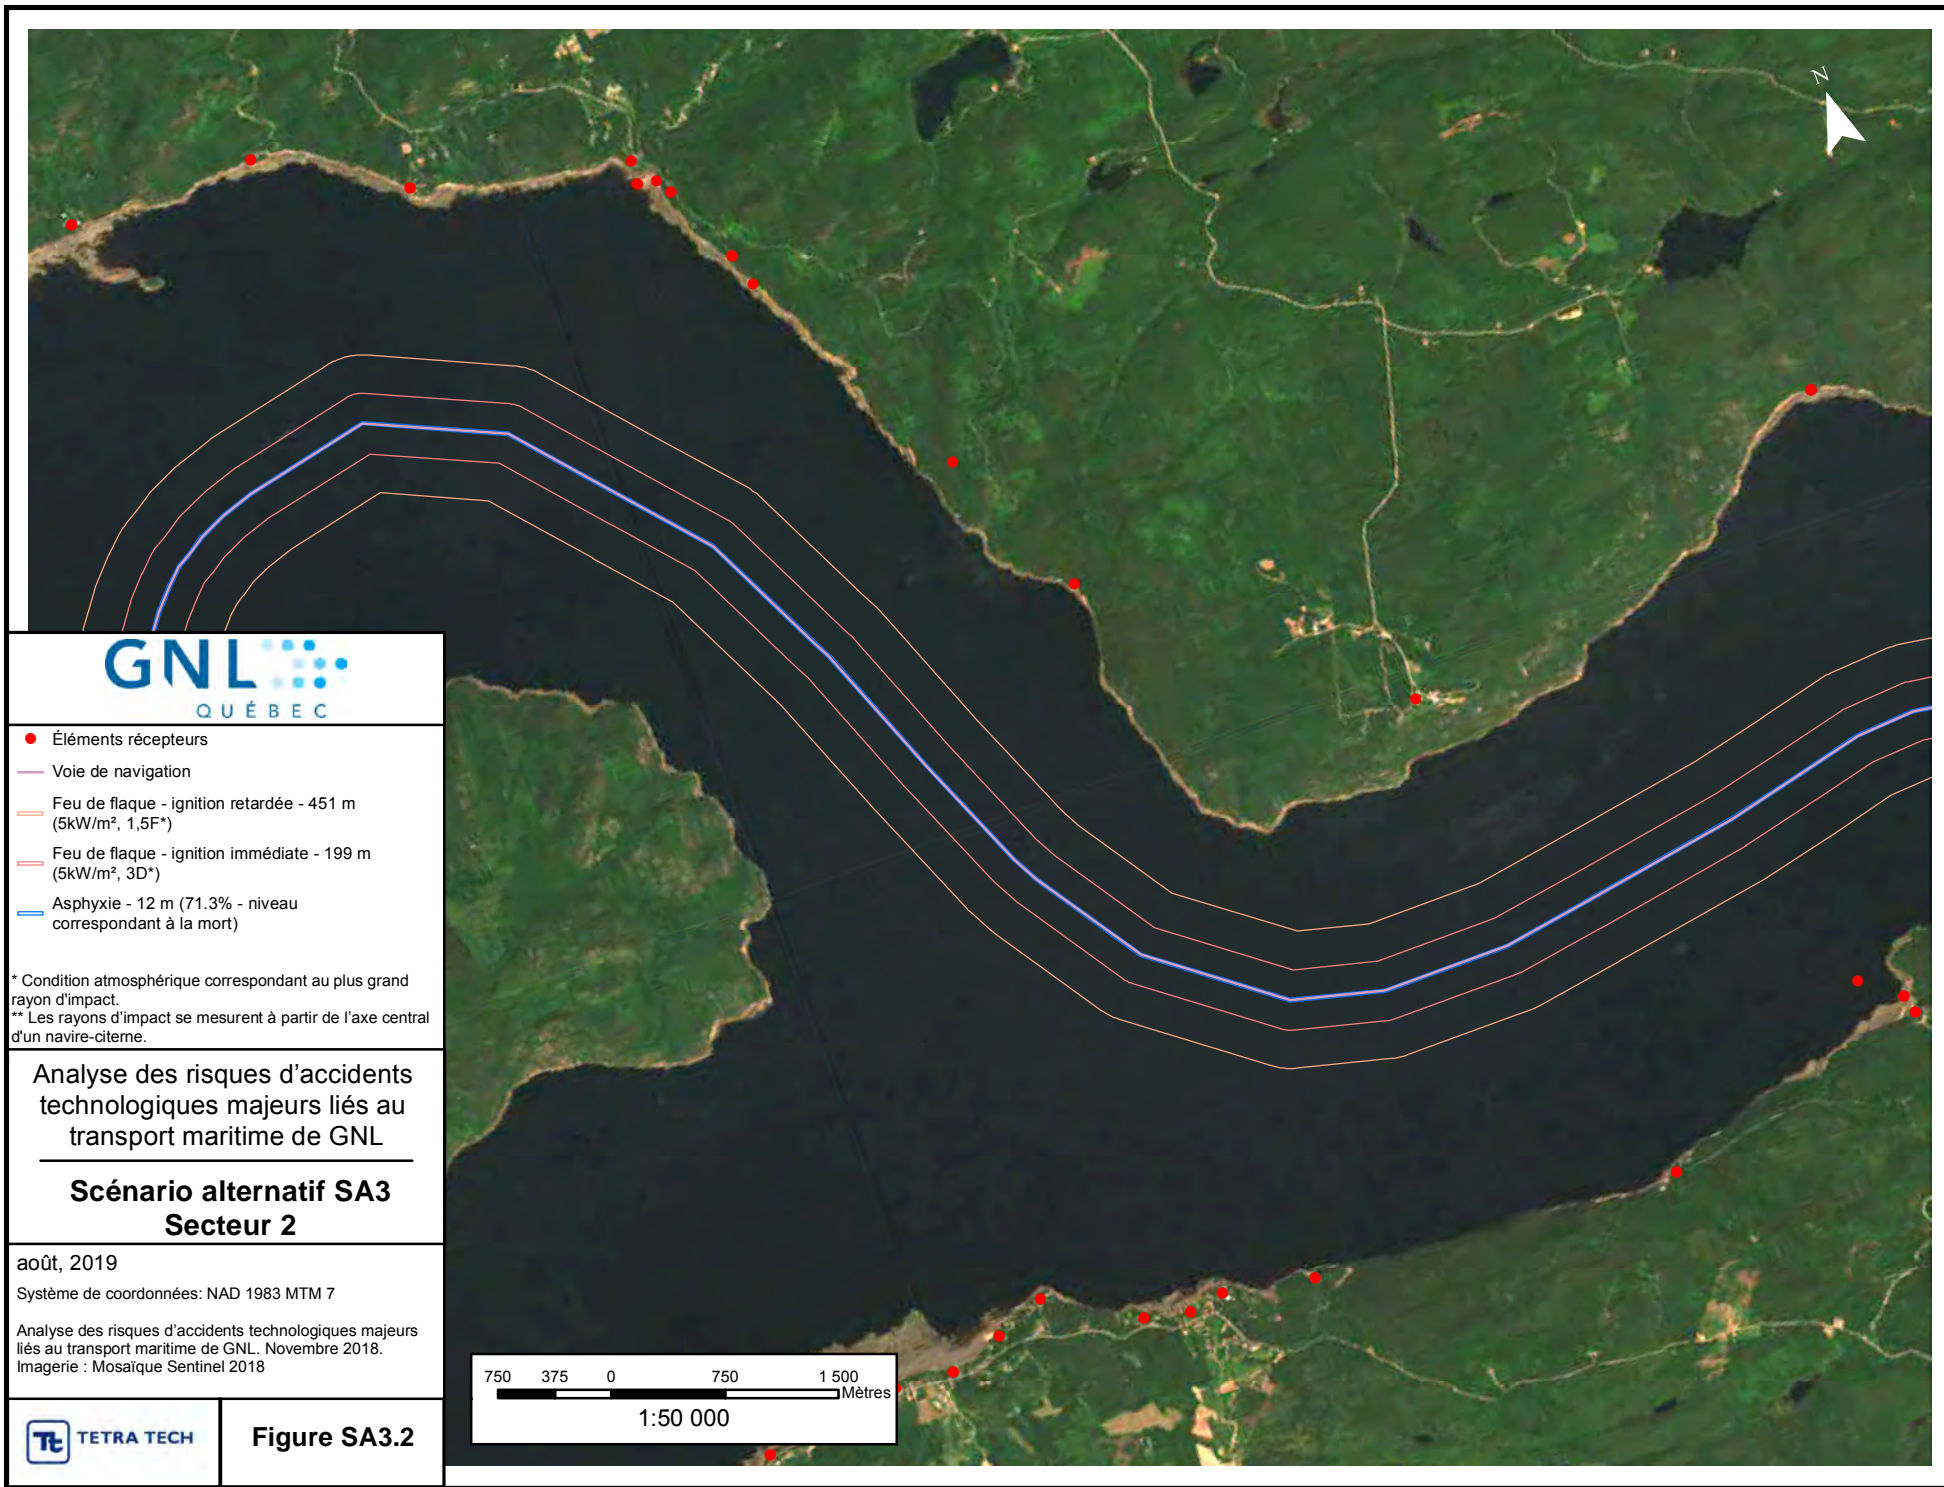 N
GNL
QUÉBEC
Éléments récepteurs
Voie de navigation
Feu de flaque - ignition retardée - 451 m
(5kW/m², 1,5F*)
Feu de flaque - ignition immédiate - 199 m
(5kW/m², 3D*)
Asphyxie - 12 m (71.3% - niveau
correspondant à la mort)
* Condition atmosphérique correspondant au plus grand
rayon d'impact.
** Les rayons d'impact se mesurent à partir de l'axe central
d'un navire-citerne.
Analyse des risques d'accidents
technologiques majeurs liés au
transport maritime de GNL
Scénario alternatif SA3
Secteur 2
août, 2019
Système de coordonnées: NAD 1983 MTM 7
Analyse des risques d'accidents technologiques majeurs
liés au transport maritime de GNL. Novembre 2018.
Imagerie : Mosaïque Sentinel 2018
Tt TETRA TECH
Figure SA3.2
750 375 0 750 1 500
Mètres
1:50 000